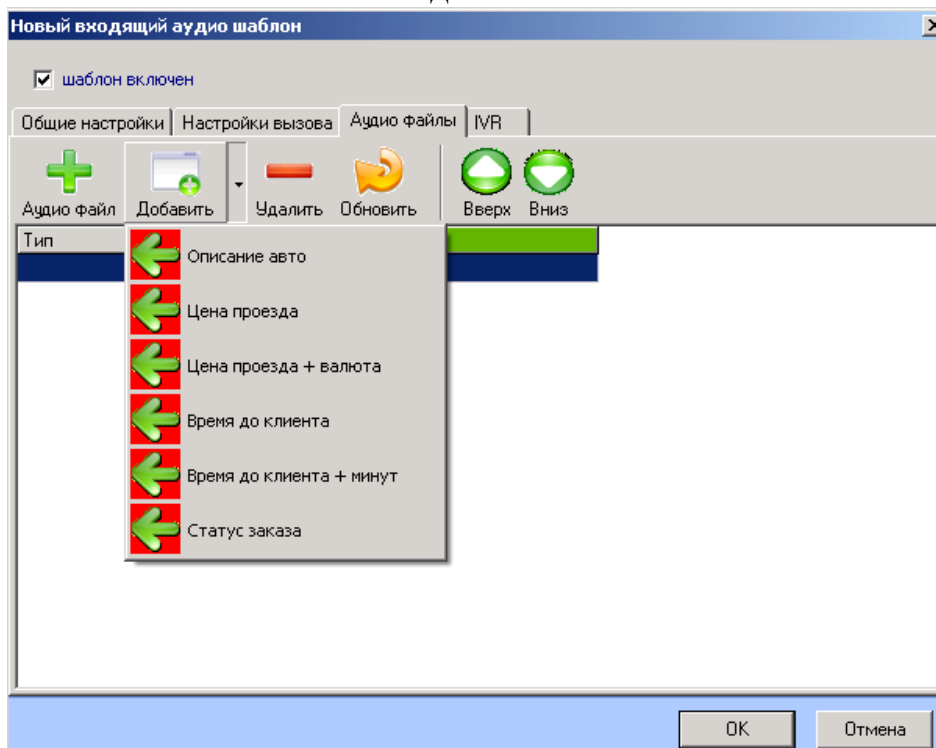 Новый входящий аудио шаблон
шаблон включен
Общие настройки Настройки вызова Аудио файлы IVR
Аудио файл Добавить Удалить Обновить Вверх Вниз
Тип
Описание авто
Цена проезда
Цена проезда + валюта
Время до клиента
Время до клиента + минут
Статус заказа
OK Отмена